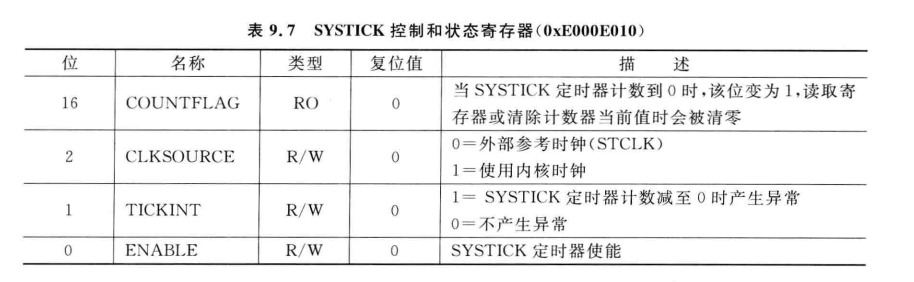 表 9.7 SYSTICK 控制和状态寄存器(0xE000E010)
位 名称 类型 复位值 描 述
16 COUNTFLAG RO 0 当 SYSTICK 定时器计数到 0 时,该位变为 1,读取寄
存器或清除计数器当前值时会被清零
2 CLKSOURCE R/W 0 0=外部参考时钟(STCLK)
1=使用内核时钟
1 TICKINT R/W 0 1= SYSTICK 定时器计数减至 0 时产生异常
0=不产生异常
0 ENABLE R/W 0 SYSTICK 定时器使能